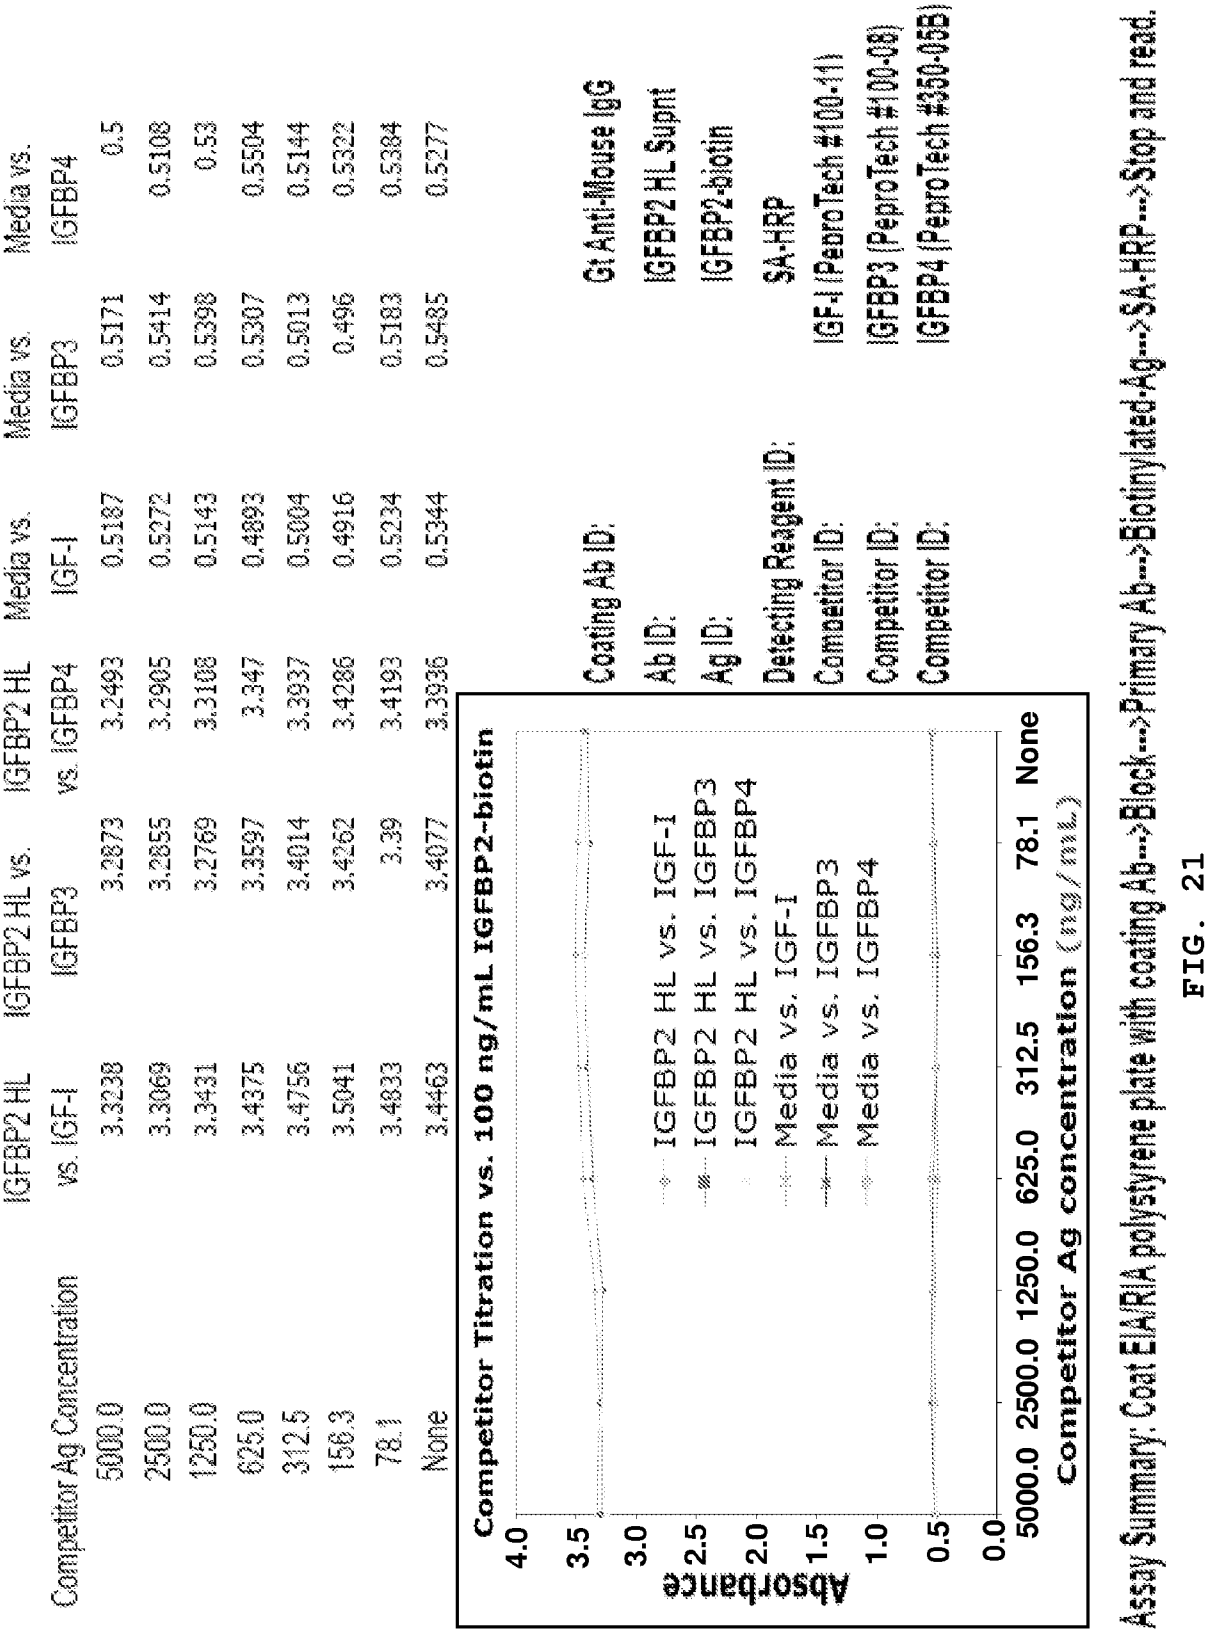 IGFBP2 HL IGFBP2 HL vs. IGFBP2 HL Media vs. Media vs. Media vs.
Competitor Ag Concentration vs. IGF-I IGFBP3 vs. IGFBP4 IGF-I IGFBP3 IGFBP4
5000.0 3.3238 3.2873 3.2493 0.5187 0.5171 0.5
2500.0 3.3069 3.2855 3.2905 0.5272 0.5414 0.5108
1250.0 3.3431 3.2769 3.3108 0.5143 0.5398 0.53
625.0 3.4375 3.3597 3.347 0.4893 0.5307 0.5504
312.5 3.4756 3.4014 3.3937 0.5004 0.5013 0.5144
156.3 3.5041 3.4262 3.4286 0.4916 0.496 0.5322
78.1 3.4833 3.39 3.4193 0.5234 0.5183 0.5384
None 3.4463 3.4077 3.3936 0.5344 0.5485 0.5277
Competitor Titration vs. 100 ng/mL IGFBP2-biotin
4.0
3.5
3.0
2.5
2.0
1.5
1.0
0.5
0.0
Absorbance
IGFBP2 HL vs. IGF-I
IGFBP2 HL vs. IGFBP3
IGFBP2 HL vs. IGFBP4
Media vs. IGF-I
Media vs. IGFBP3
Media vs. IGFBP4
5000.0 2500.0 1250.0 625.0 312.5 156.3 78.1 None
Competitor Ag concentration (ng/mL)
Coating Ab ID: Gt Anti-Mouse IgG
Ab ID: IGFBP2 HL Supnt
Ag ID: IGFBP2-biotin
Detecting Reagent ID: SA-HRP
Competitor ID: IGF-I (PeproTech #100-11)
Competitor ID: IGFBP3 (PeproTech #100-08)
Competitor ID: IGFBP4 (PeproTech #350-05B)
Assay Summary: Coat EIA/RIA polystyrene plate with coating Ab--->Block--->Primary Ab--->Biotinylated-Ag--->SA-HRP--->Stop and read.
FIG. 21